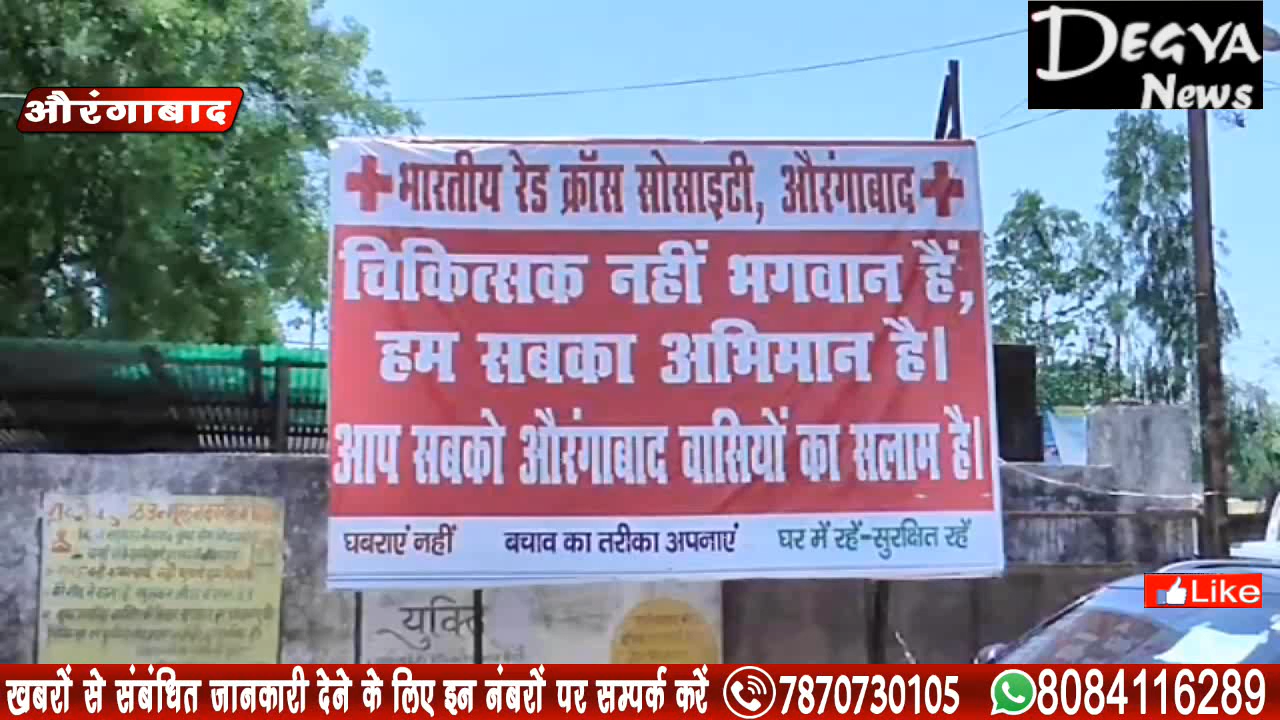 DEGYA
NEWS
औरंगाबाद
भारतीय रेड क्रॉस सोसाइटी, औरंगाबाद
चिकित्सक नहीं भगवान हैं,
हम सबका अभिमान है।
आप सबको औरंगाबाद वासियों का सलाम है।
घबराएं नहीं बचाव का तरीका अपनाएं घर में रहें-सुरक्षित रहें
Like
खबरों से संबंधित जानकारी देने के लिए इन नंबरों पर सम्पर्क करें 7870730105 8084116289